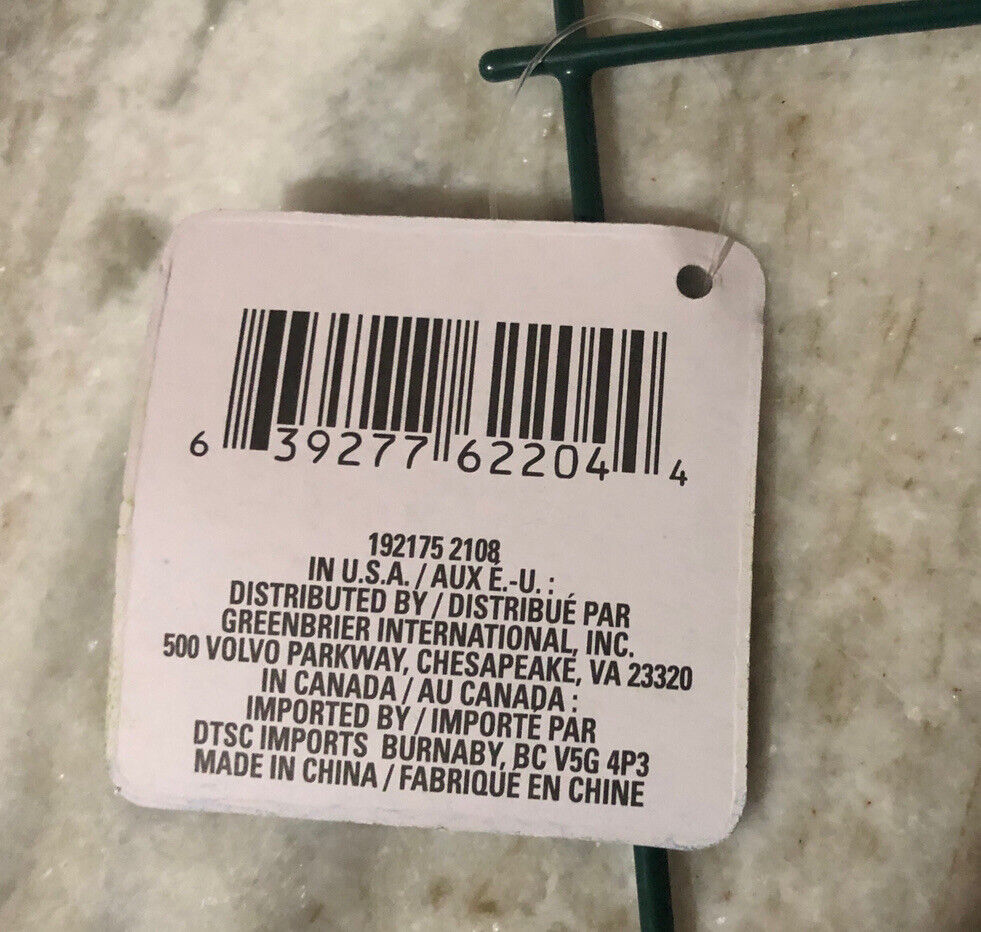 6 39277 62204 4
192175 2108
IN U.S.A. / AUX É.-U. :
DISTRIBUTED BY / DISTRIBUÉ PAR
GREENBRIER INTERNATIONAL, INC.
500 VOLVO PARKWAY, CHESAPEAKE, VA 23320
IN CANADA / AU CANADA :
IMPORTED BY / IMPORTÉ PAR
DTSC IMPORTS BURNABY, BC V5G 4P3
MADE IN CHINA / FABRIQUÉ EN CHINE